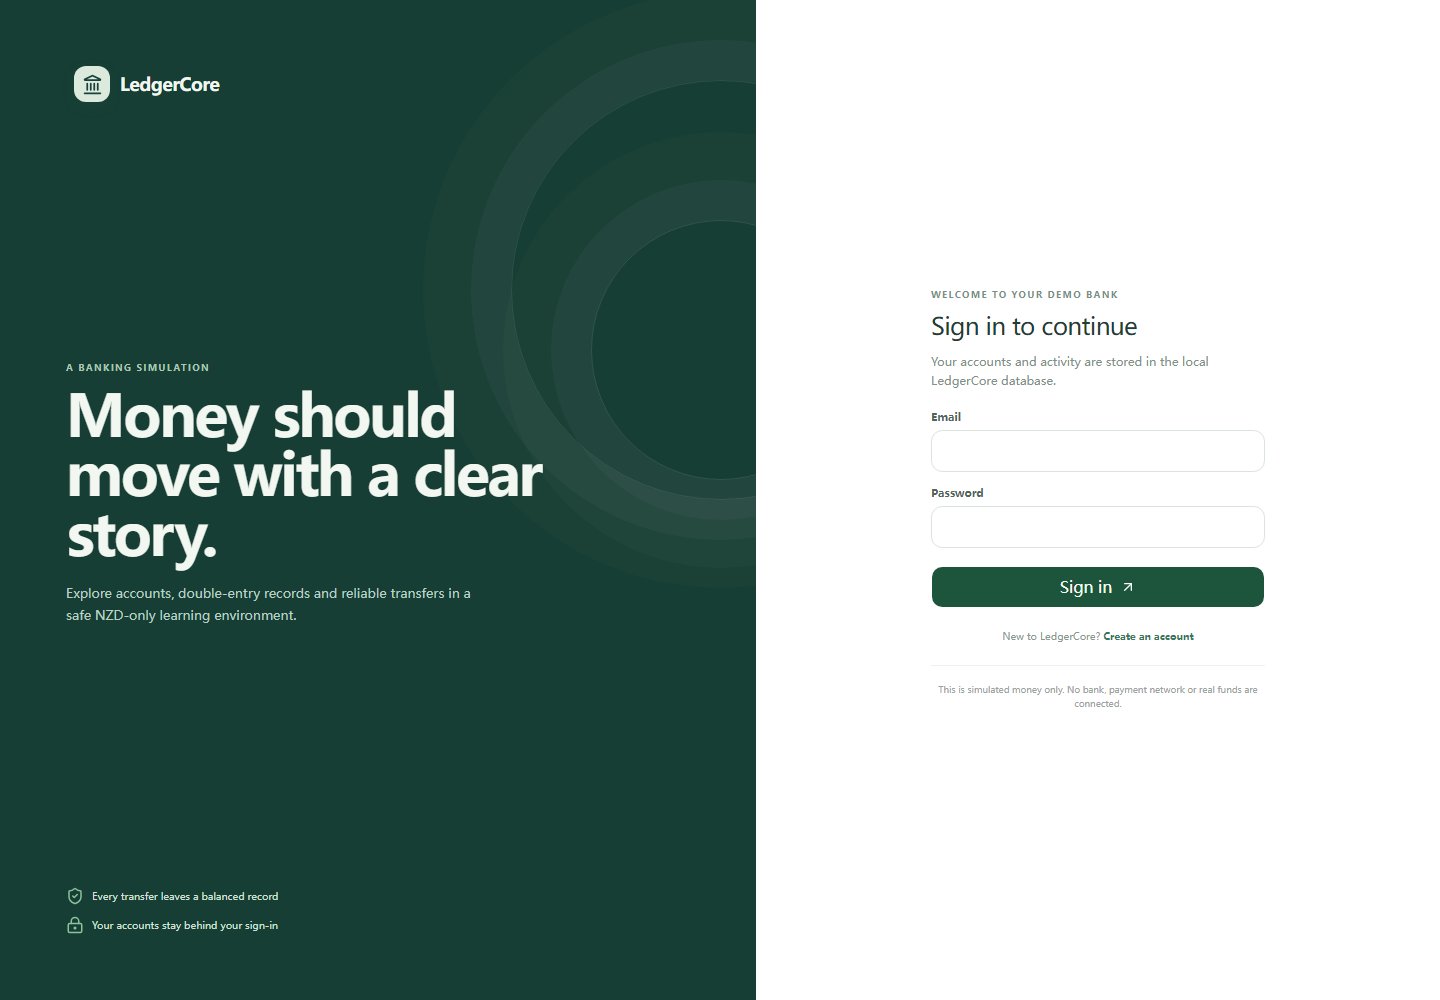 LedgerCore
A BANKING SIMULATION
Money should
move with a clear
story.
Explore accounts, double-entry records and reliable transfers in a
safe NZD-only learning environment.
Every transfer leaves a balanced record
Your accounts stay behind your sign-in
WELCOME TO YOUR DEMO BANK
Sign in to continue
Your accounts and activity are stored in the local
LedgerCore database.
Email
Password
Sign in
New to LedgerCore? Create an account
This is simulated money only. No bank, payment network or real funds are
connected.